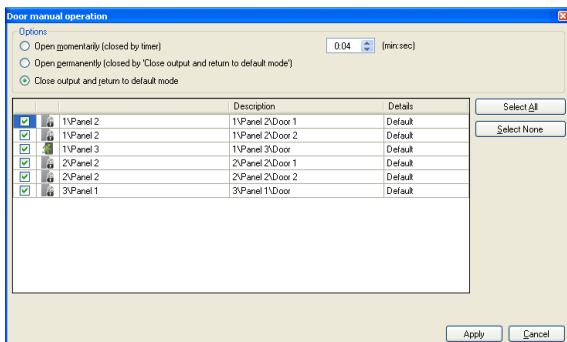 Door manual operation
Options
Open momentarily (closed by timer)
0:04 (min:sec)
Open permanently (closed by 'Close output and return to default mode')
Close output and return to default mode
Description Details
1\Panel 2 1\Panel 2\Door 1 Default
1\Panel 2 1\Panel 2\Door 2 Default
1\Panel 3 1\Panel 3\Door Default
2\Panel 2 2\Panel 2\Door 1 Default
2\Panel 2 2\Panel 2\Door 2 Default
3\Panel 1 3\Panel 1\Door Default
Select All
Select None
Apply Cancel